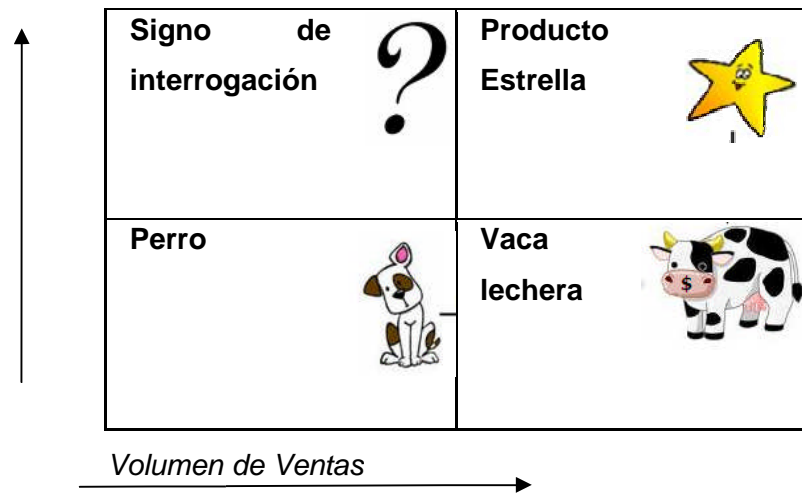 Signo de
interrogación
Producto
Estrella
Perro
Vaca
lechera
$
Volumen de Ventas